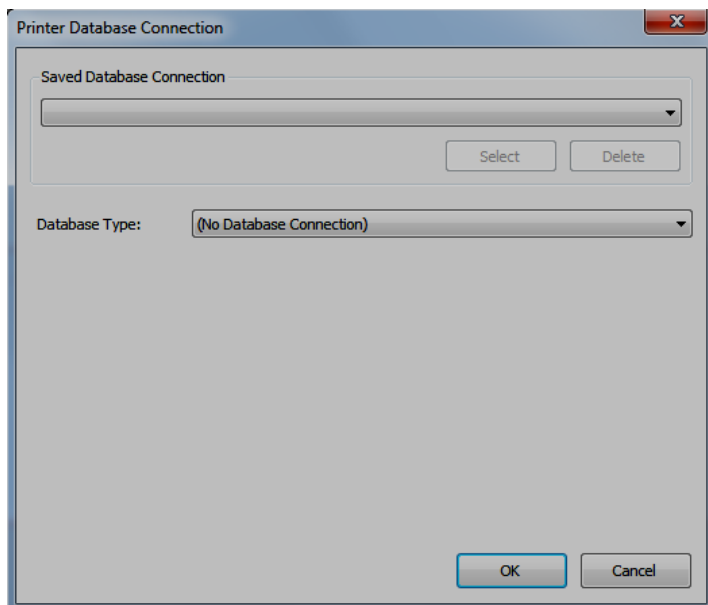 Printer Database Connection
Saved Database Connection
Select Delete
Database Type: (No Database Connection)
OK Cancel